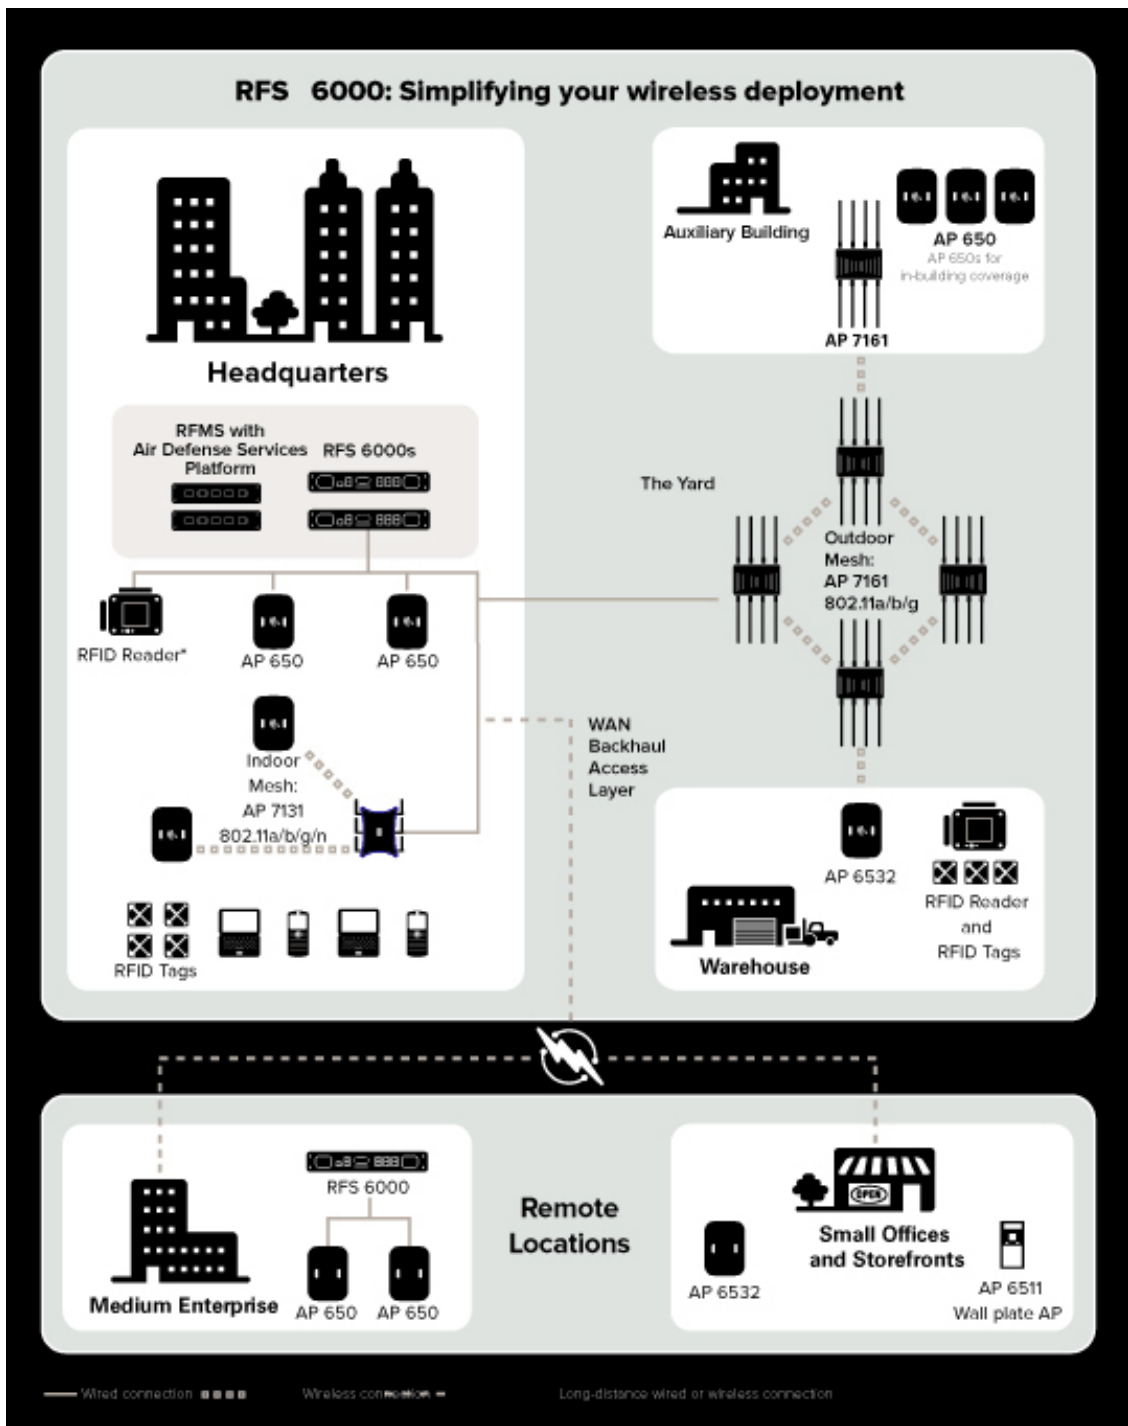 RFS 6000: Simplifying your wireless deployment
Headquarters
RFMS with
Air Defense Services
Platform
RFS 6000s
RFID Reader*
AP 650
AP 650
Indoor
Mesh:
AP 7131
802.11a/b/g/n
RFID Tags
Auxiliary Building
AP 650
AP 650s for
in-building coverage
AP 7161
The Yard
Outdoor
Mesh:
AP 7161
802.11a/b/g
WAN
Backhaul
Access
Layer
AP 6532
RFID Reader
and
RFID Tags
Warehouse
RFS 6000
Medium Enterprise
AP 650
AP 650
Remote
Locations
OPEN
Small Offices
and Storefronts
AP 6532
AP 6511
Wall plate AP
Wired connection
Wireless connection
Long-distance wired or wireless connection